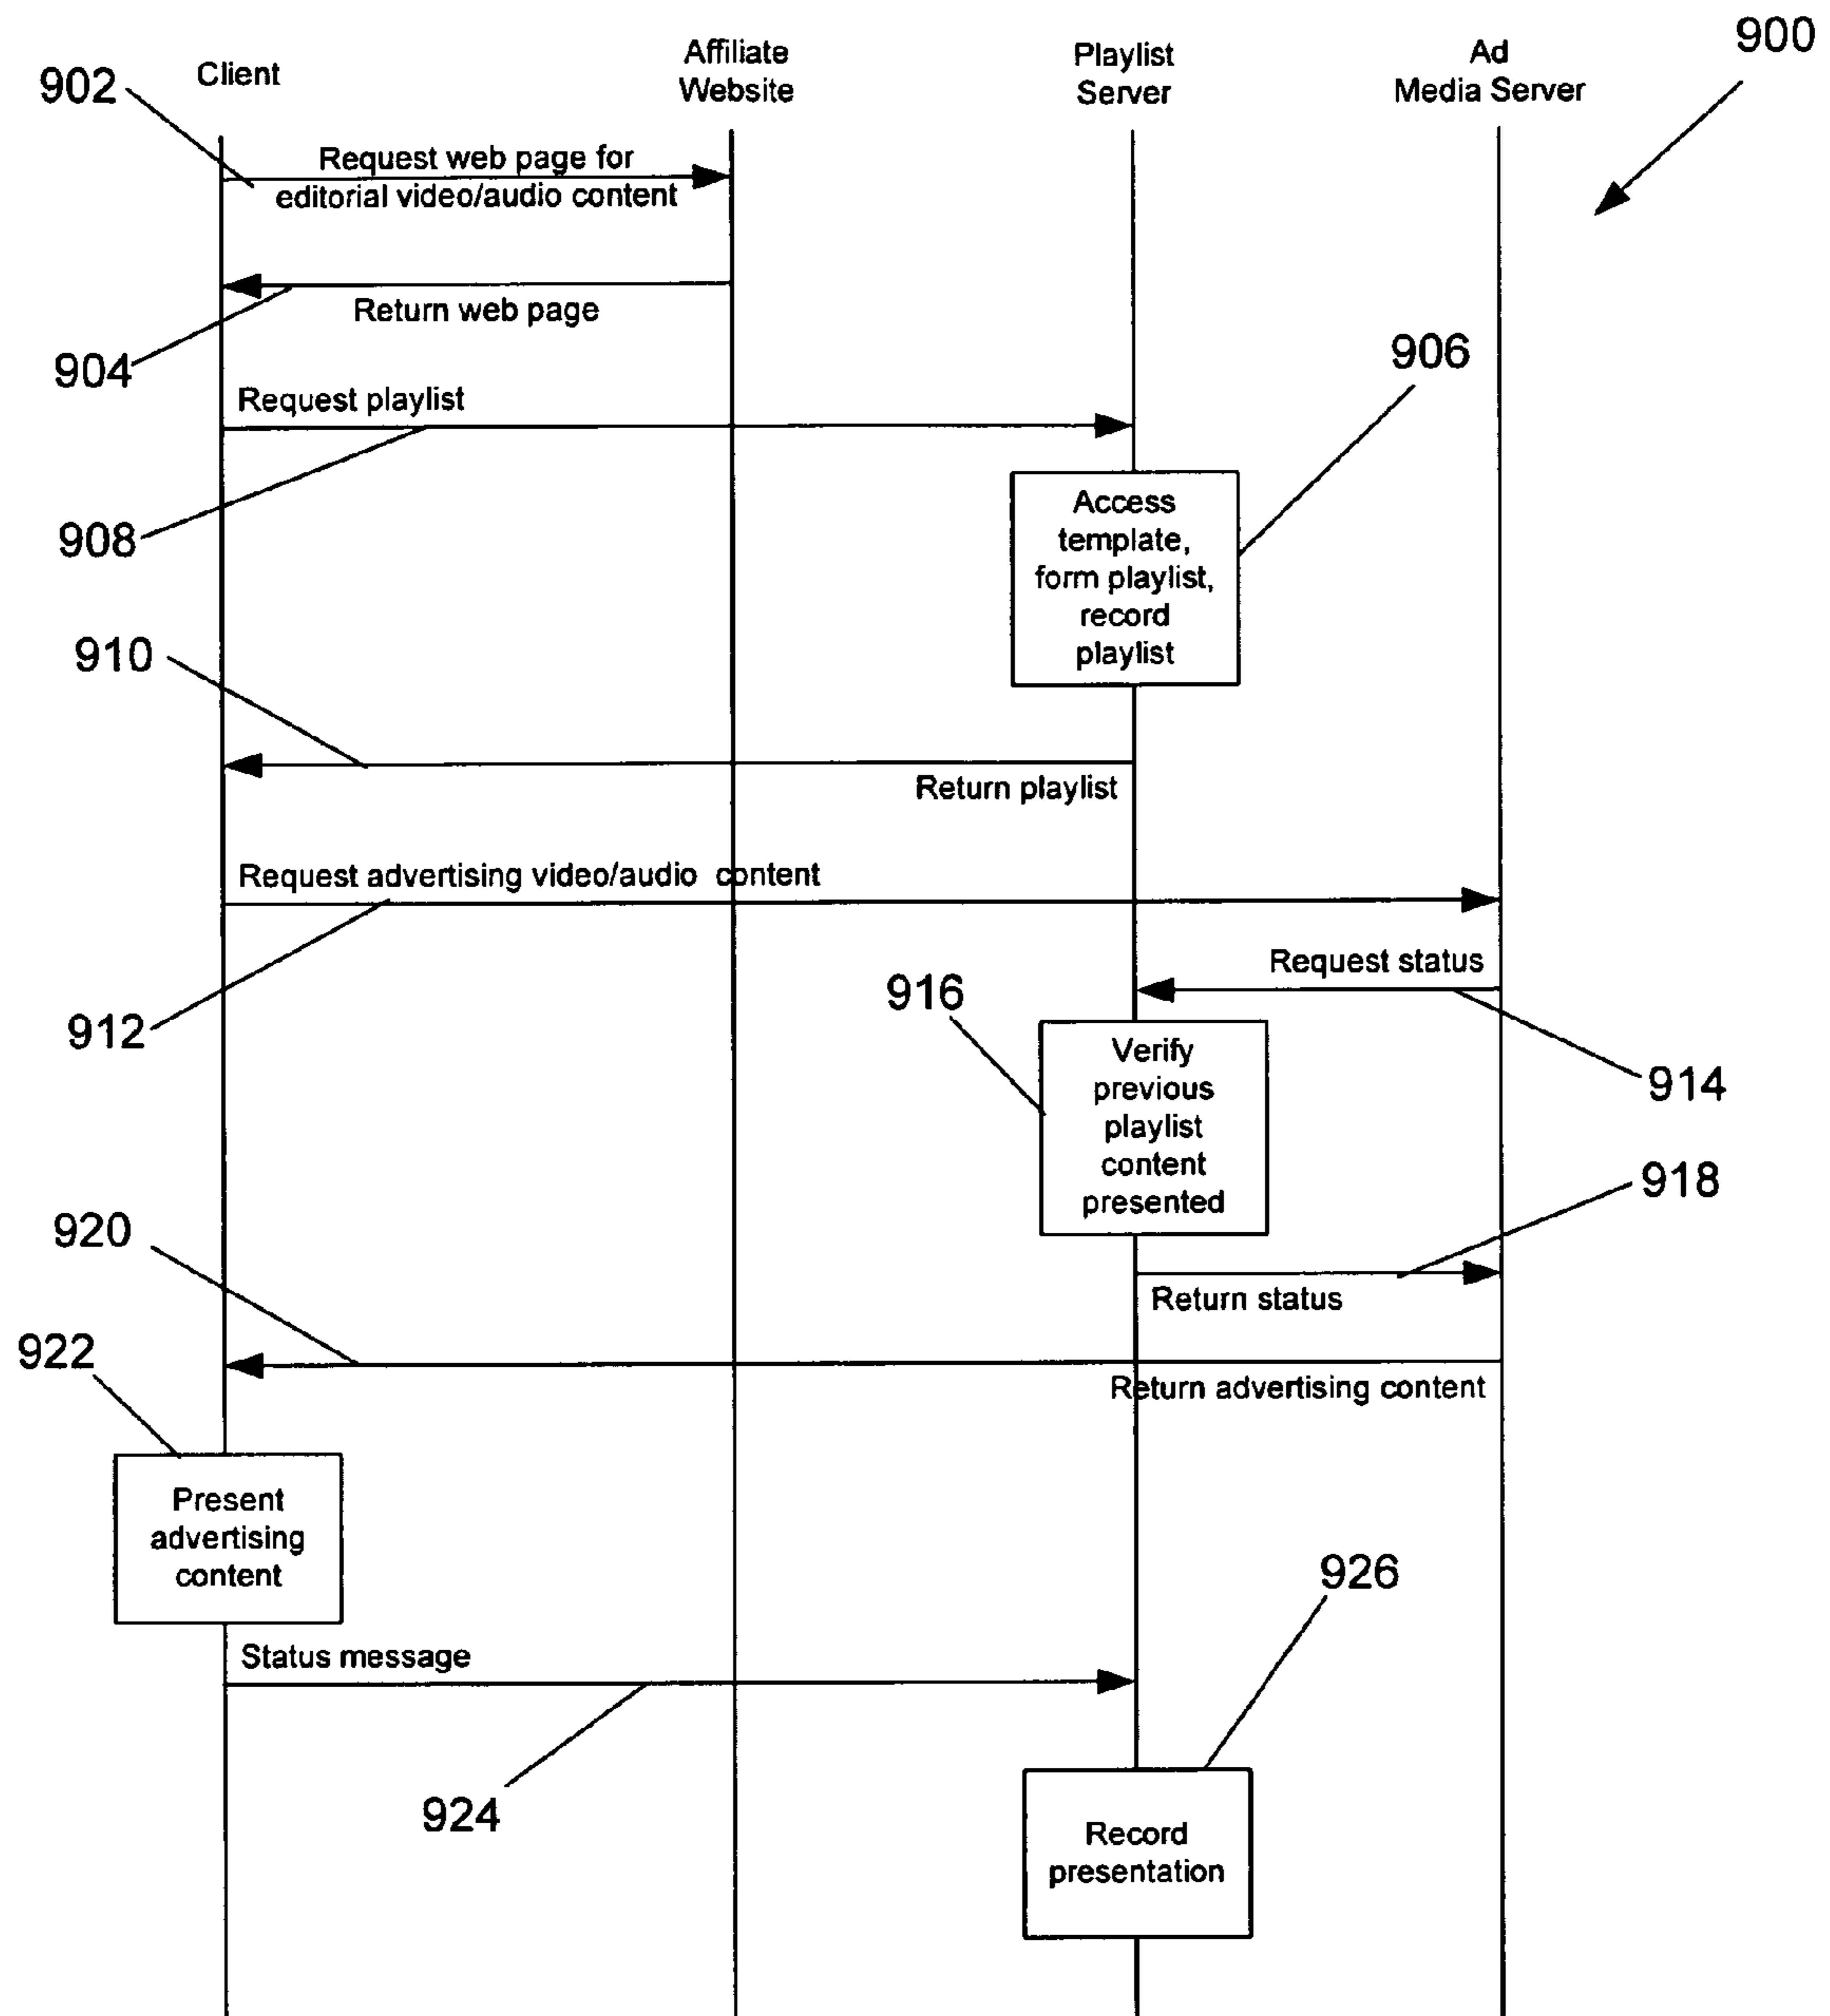 900
Client
Affiliate
Website
Playlist
Server
Ad
Media Server
902
Request web page for
editorial video/audio content
Return web page
904
906
Request playlist
908
Access
template,
form playlist,
record
playlist
910
Return playlist
Request advertising video/audio content
912
Request status
914
916
Verify
previous
playlist
content
presented
918
Return status
920
Return advertising content
922
Present
advertising
content
Status message
924
926
Record
presentation